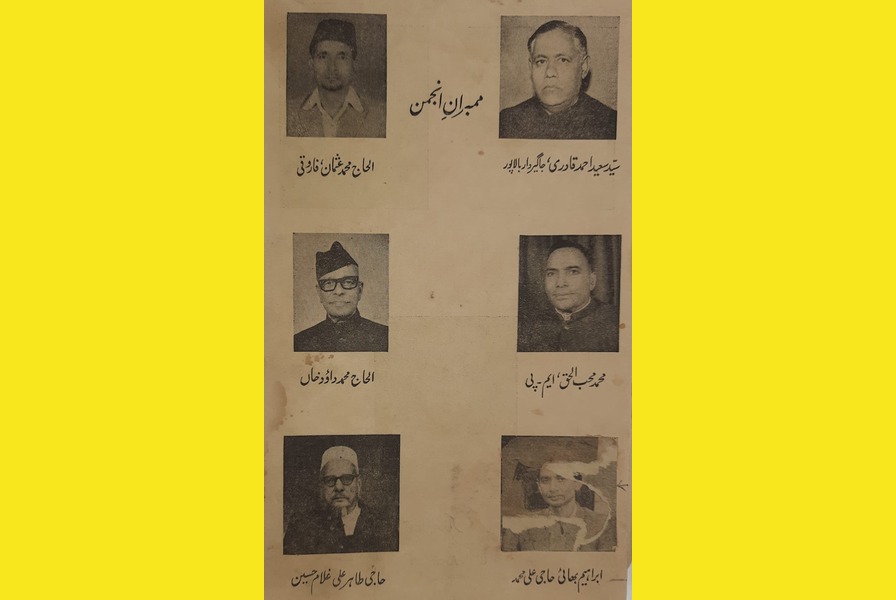 ممبرانِ انجمن
سیّد سعید احمد قادری، جاگیردار بالاپور
الحاج محمد عثمان، فاروقی
محمد محب الحق، ایم۔پی
الحاج محمد داؤد خاں
ابراہیم بھائی حاجی علی محمد
حاجی طاہر علی غلام حسین